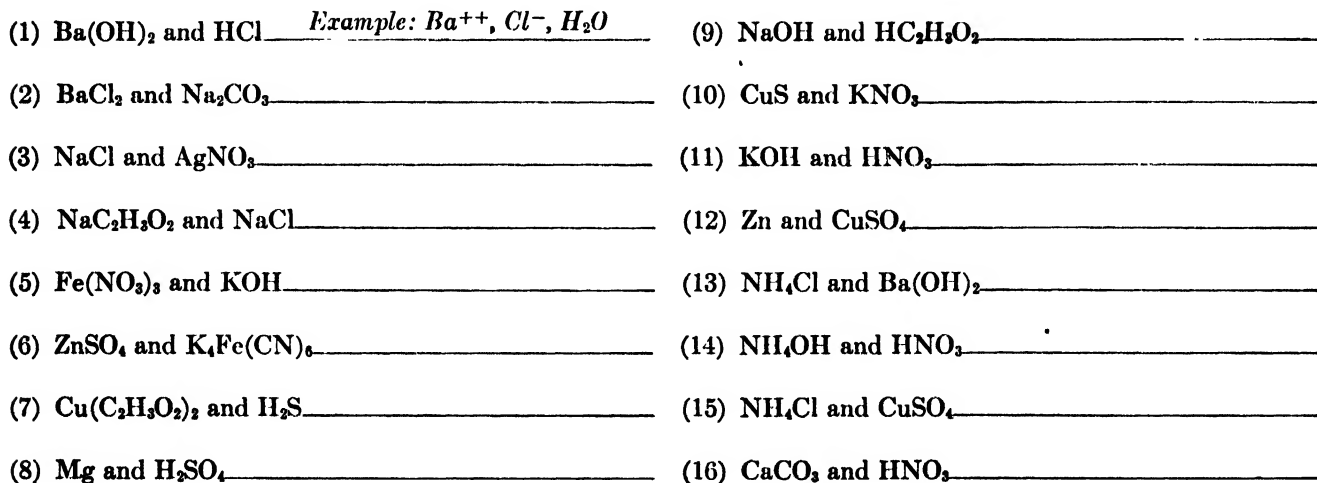 (1) Ba(OH)₂ and HCl Example: Ba⁺⁺, Cl⁻, H₂O
(2) BaCl₂ and Na₂CO₃
(3) NaCl and AgNO₃
(4) NaC₂H₃O₂ and NaCl
(5) Fe(NO₃)₃ and KOH
(6) ZnSO₄ and K₄Fe(CN)₆
(7) Cu(C₂H₃O₂)₂ and H₂S
(8) Mg and H₂SO₄
(9) NaOH and HC₂H₃O₂
(10) CuS and KNO₃
(11) KOH and HNO₃
(12) Zn and CuSO₄
(13) NH₄Cl and Ba(OH)₂
(14) NH₄OH and HNO₃
(15) NH₄Cl and CuSO₄
(16) CaCO₃ and HNO₃